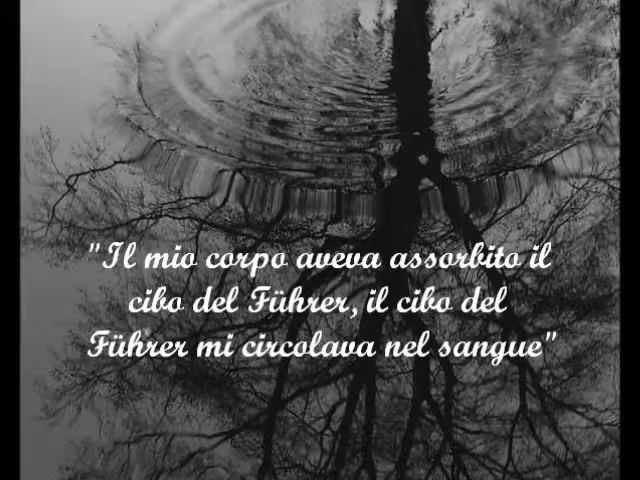 "Il mio corpo aveva assorbito il
cibo del Führer, il cibo del
Führer mi circolava nel sangue"